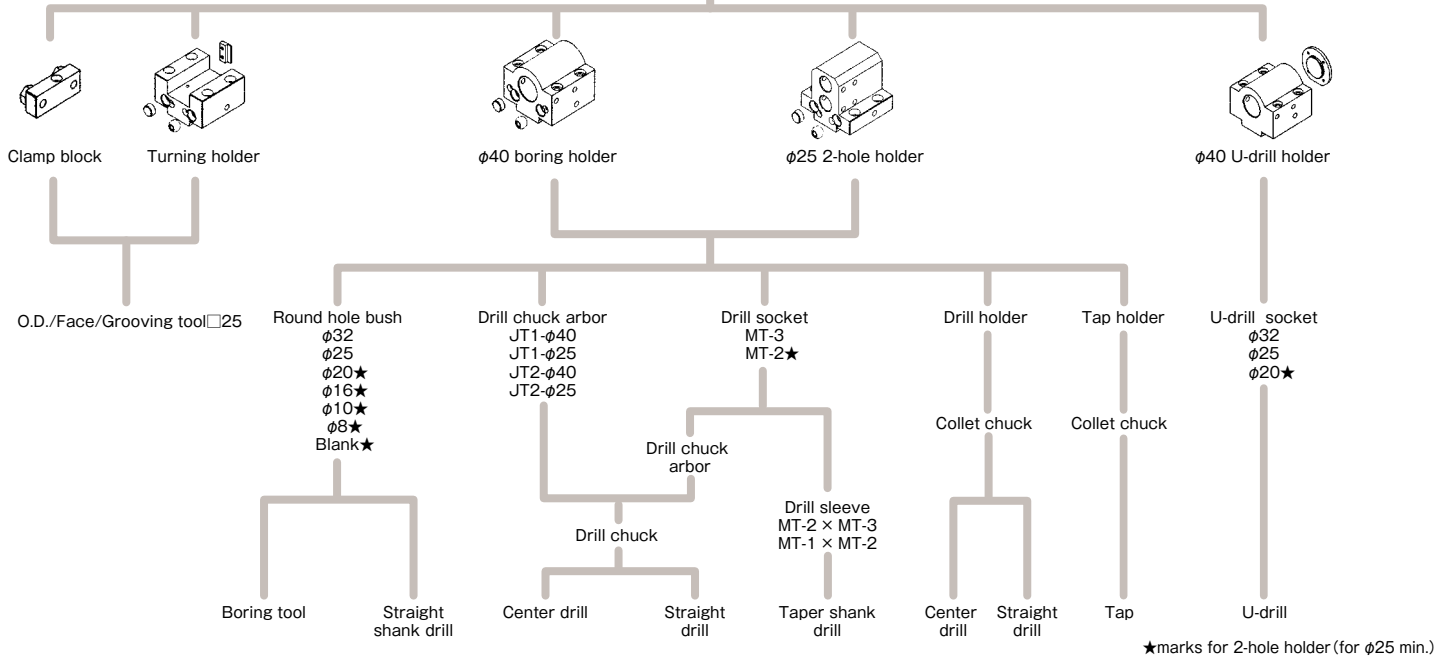 Clamp block
Turning holder
φ40 boring holder
φ25 2-hole holder
φ40 U-drill holder
O.D./Face/Grooving tool□25
Round hole bush
φ32
φ25
φ20★
φ16★
φ10★
φ8★
Blank★
Drill chuck arbor
JT1-φ40
JT1-φ25
JT2-φ40
JT2-φ25
Drill socket
MT-3
MT-2★
Drill holder
Tap holder
U-drill socket
φ32
φ25
φ20★
Collet chuck
Collet chuck
Drill chuck
arbor
Drill sleeve
MT-2 × MT-3
MT-1 × MT-2
Drill chuck
Boring tool
Straight
shank drill
Center drill
Straight
drill
Taper shank
drill
Center
drill
Straight
drill
Tap
U-drill
★marks for 2-hole holder (for φ25 min.)